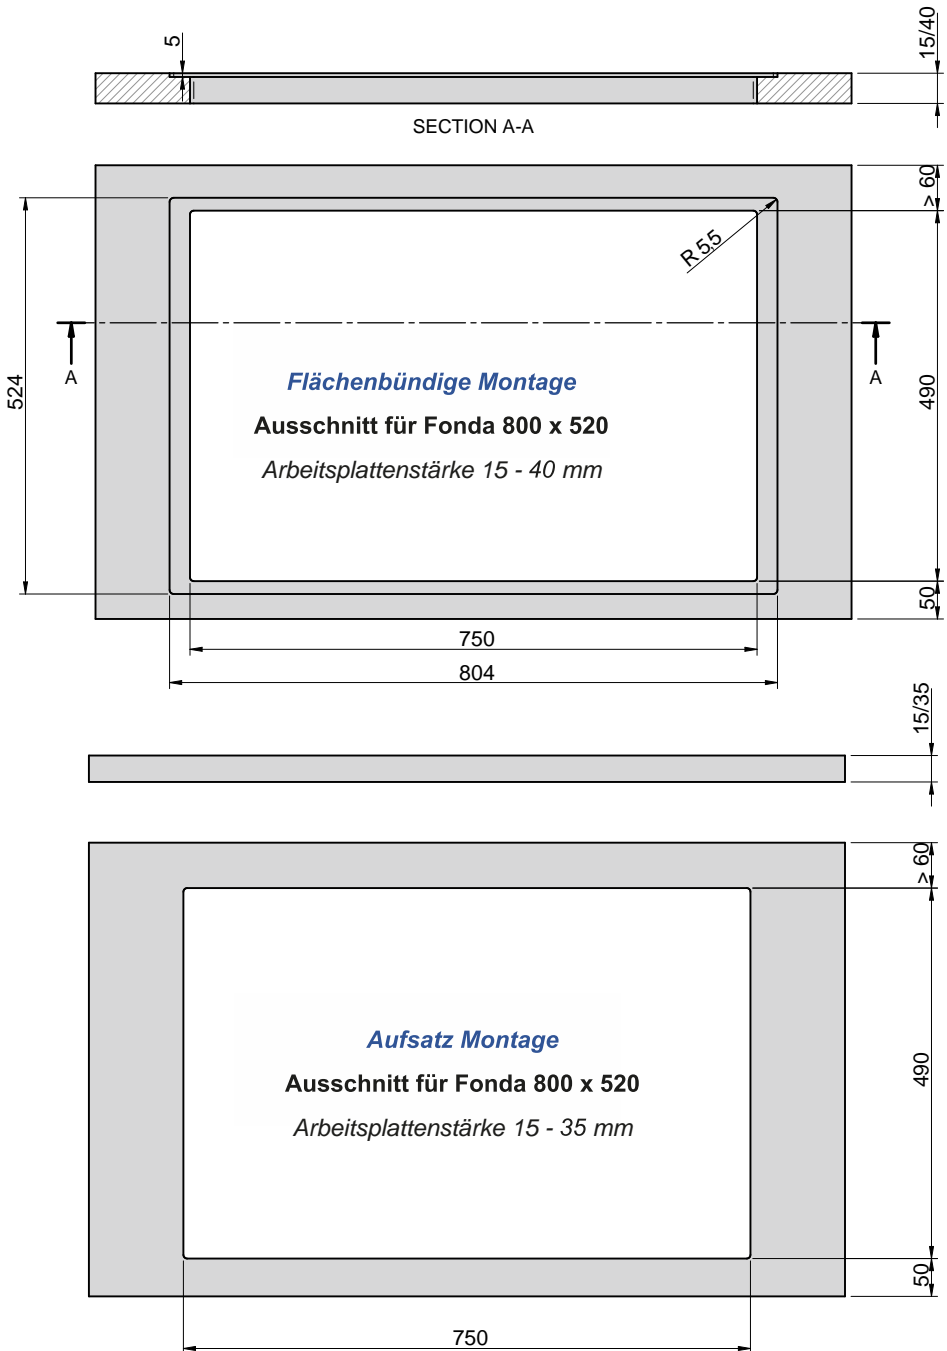 5
15/40
SECTION A-A
> 60
R 5,5
524
A
A
490
Flächenbündige Montage
Ausschnitt für Fonda 800 x 520
Arbeitsplattenstärke 15 - 40 mm
50
750
804
15/35
> 60
490
Aufsatz Montage
Ausschnitt für Fonda 800 x 520
Arbeitsplattenstärke 15 - 35 mm
50
750